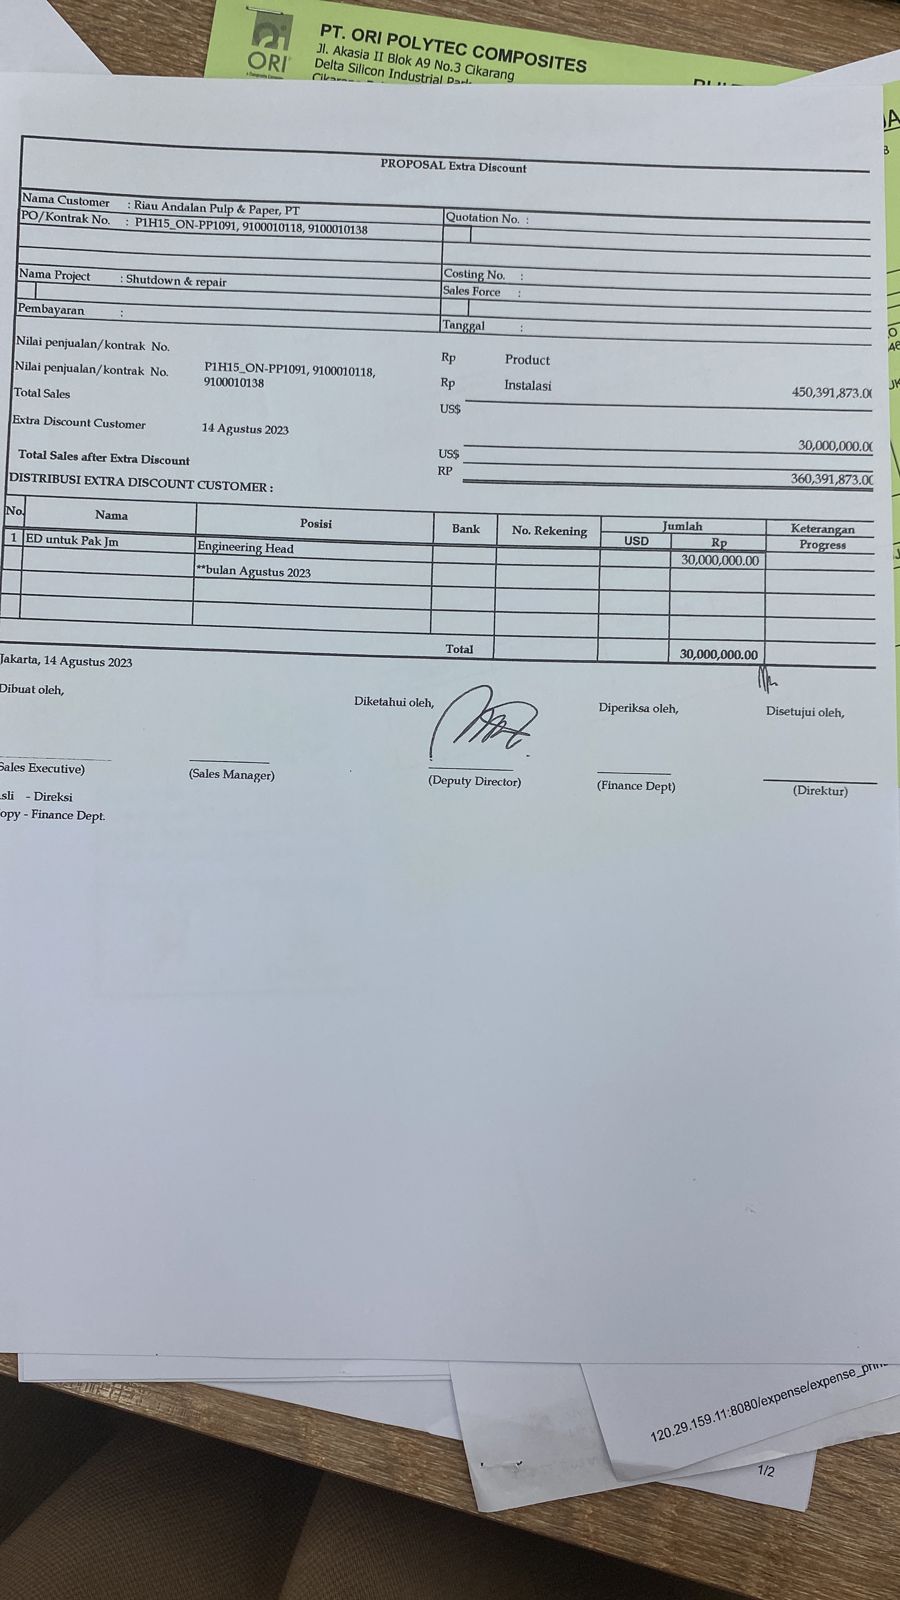 ORI
PT. ORI POLYTEC COMPOSITES
Jl. Akasia II Blok A9 No.3 Cikarang
Delta Silicon Industrial Park
PROPOSAL Extra Discount
Nama Customer : Riau Andalan Pulp & Paper, PT
Quotation No. :
PO/Kontrak No. : P1H15_ON-PP1091, 9100010118, 9100010138
Nama Project : Shutdown & repair
Costing No. :
Sales Force :
Pembayaran :
Tanggal :
Nilai penjualan/kontrak No. Rp Product
Nilai penjualan/kontrak No. P1H15_ON-PP1091, 9100010118, Rp Instalasi 450,391,873.0
9100010138
Total Sales US$
Extra Discount Customer 14 Agustus 2023 30,000,000.0
Total Sales after Extra Discount US$
RP 360,391,873.0
DISTRIBUSI EXTRA DISCOUNT CUSTOMER :
No. Nama Posisi Bank No. Rekening Jumlah Keterangan
USD Rp Progress
1 ED untuk Pak Jm Engineering Head 30,000,000.00
**bulan Agustus 2023
Total 30,000,000.00
Jakarta, 14 Agustus 2023
Dibuat oleh, Diketahui oleh, Diperiksa oleh, Disetujui oleh,
Sales Executive) (Sales Manager) (Deputy Director) (Finance Dept) (Direktur)
sli - Direksi
opy - Finance Dept.
120.29.159.11:8080/expense/expense_prin
1/2